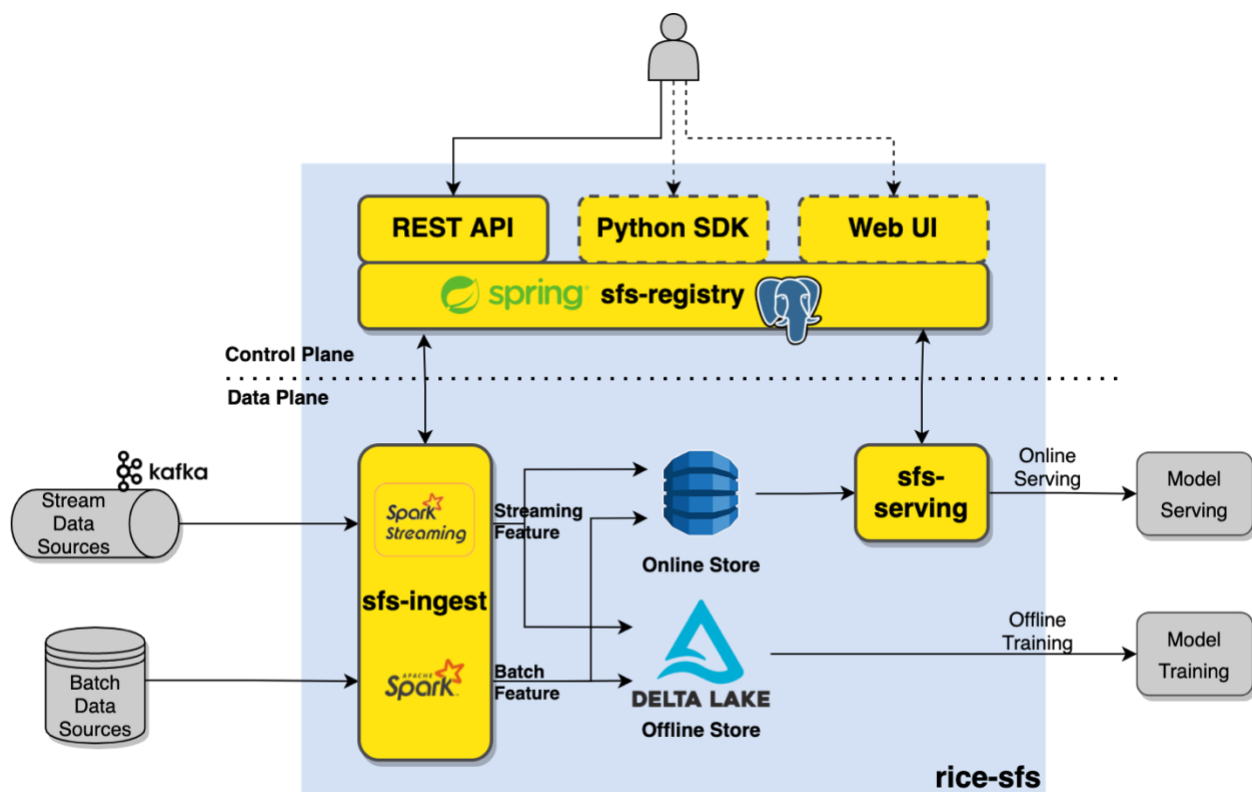 REST API
Python SDK
Web UI
spring
sfs-registry
Control Plane
Data Plane
kafka
Stream
Data
Sources
Spark
Streaming
Streaming
Feature
sfs-ingest
APACHE
Spark
Batch
Feature
Batch
Data
Sources
Online Store
DELTA LAKE
Offline Store
sfs-
serving
Online
Serving
Model
Serving
Offline
Training
Model
Training
rice-sfs